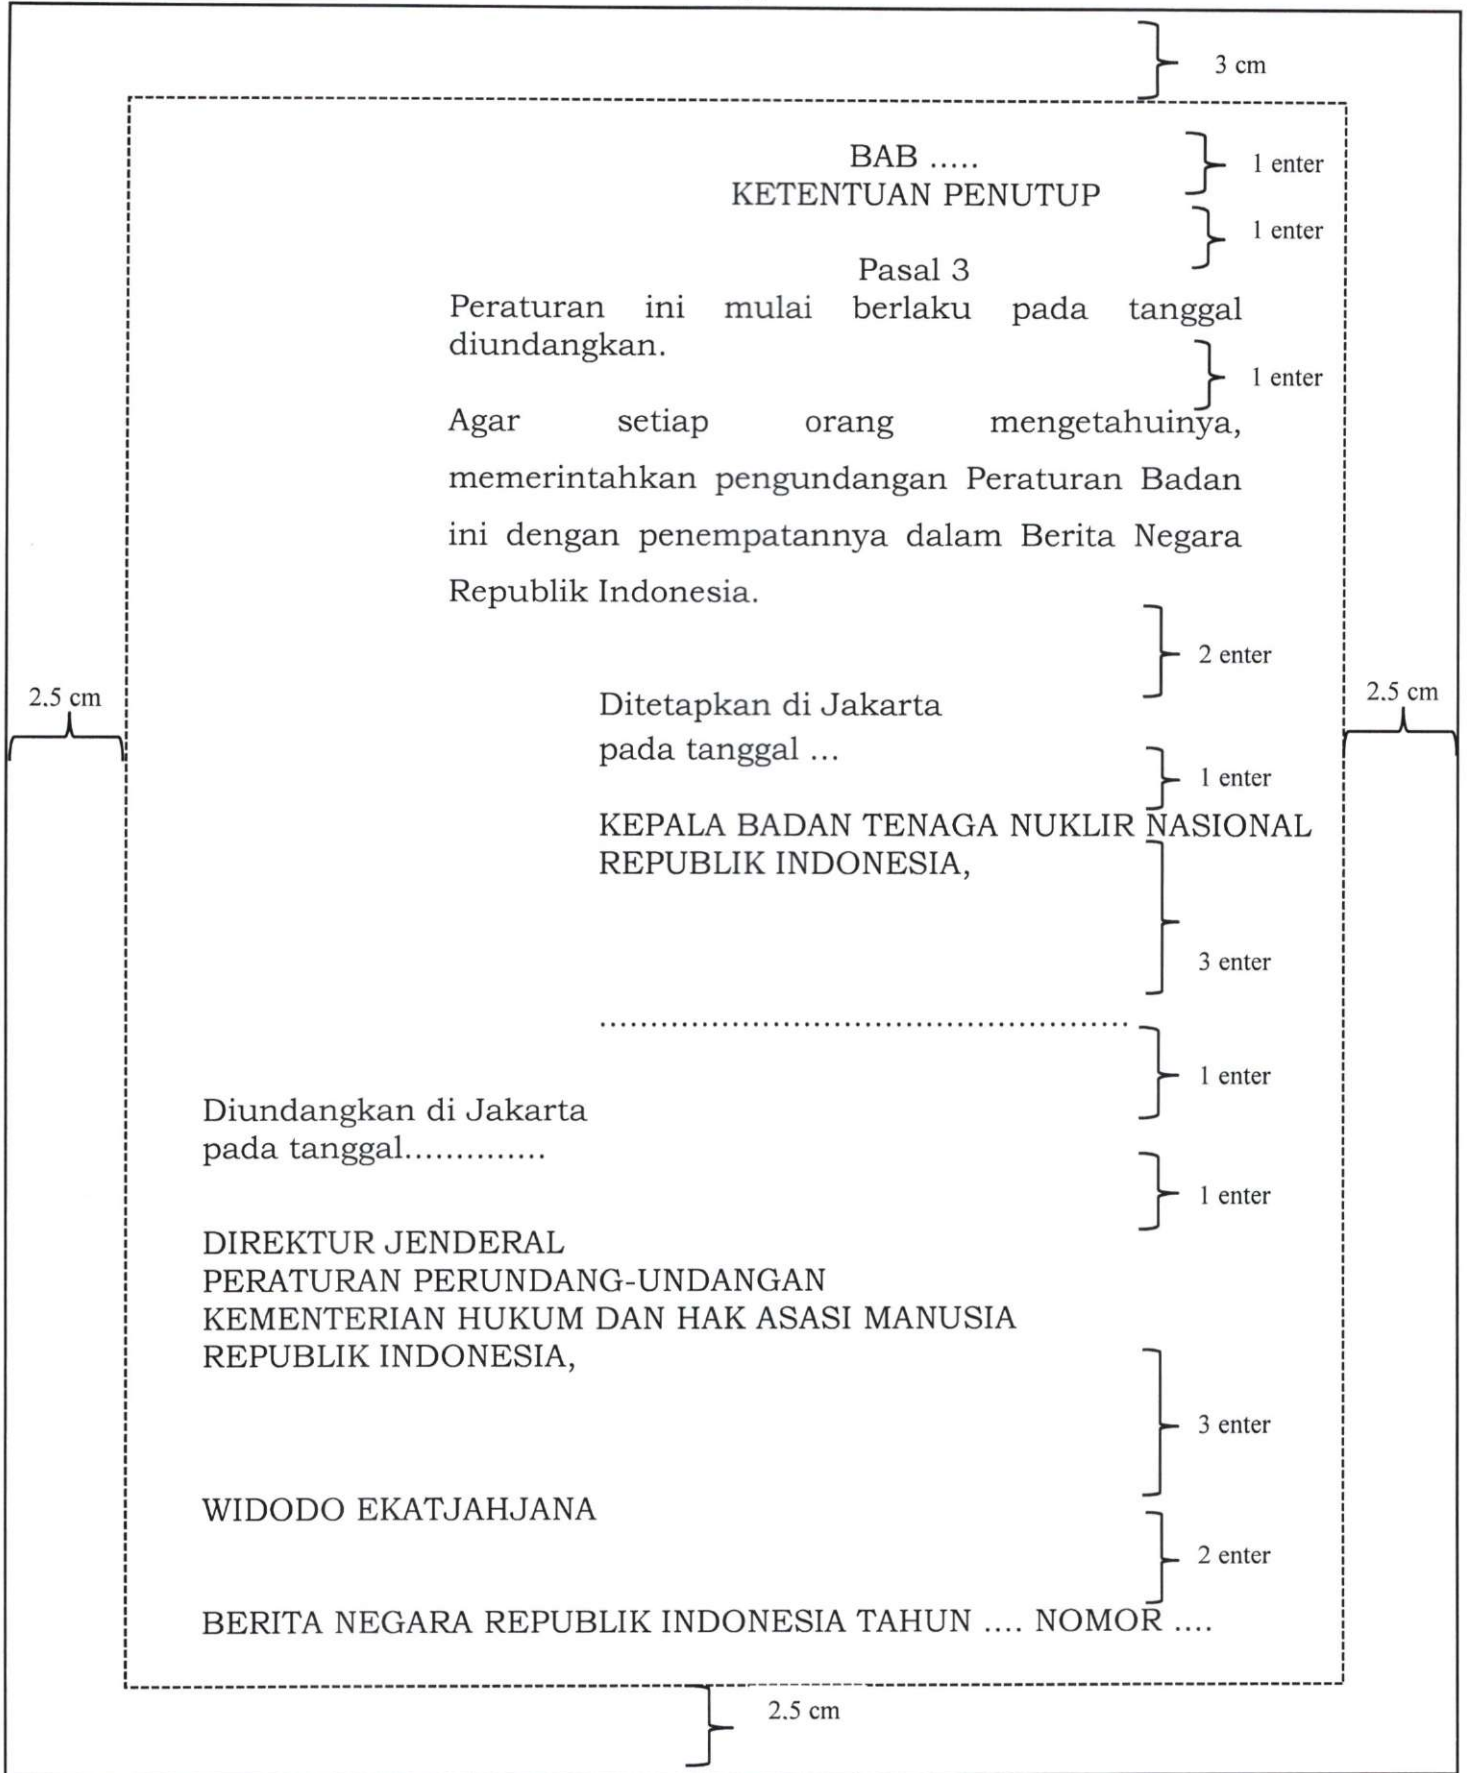 3 cm
BAB .....
1 enter
KETENTUAN PENUTUP
1 enter
Pasal 3
Peraturan ini mulai berlaku pada tanggal
diundangkan.
1 enter
Agar setiap orang mengetahuinya,
memerintahkan pengundangan Peraturan Badan
ini dengan penempatannya dalam Berita Negara
Republik Indonesia.
2 enter
2.5 cm
2.5 cm
Ditetapkan di Jakarta
pada tanggal ...
1 enter
KEPALA BADAN TENAGA NUKLIR NASIONAL
REPUBLIK INDONESIA,
3 enter
....................................................
1 enter
Diundangkan di Jakarta
pada tanggal..............
1 enter
DIREKTUR JENDERAL
PERATURAN PERUNDANG-UNDANGAN
KEMENTERIAN HUKUM DAN HAK ASASI MANUSIA
REPUBLIK INDONESIA,
3 enter
WIDODO EKATJAHJANA
2 enter
BERITA NEGARA REPUBLIK INDONESIA TAHUN .... NOMOR ....
2.5 cm